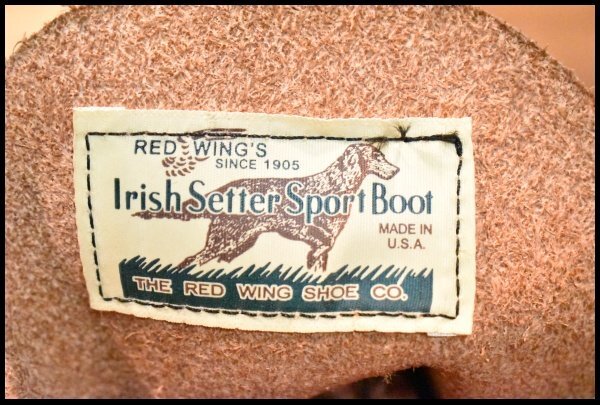 RED WING'S
SINCE 1905
Irish Setter Sport Boot
MADE IN
U.S.A.
THE RED WING SHOE CO.